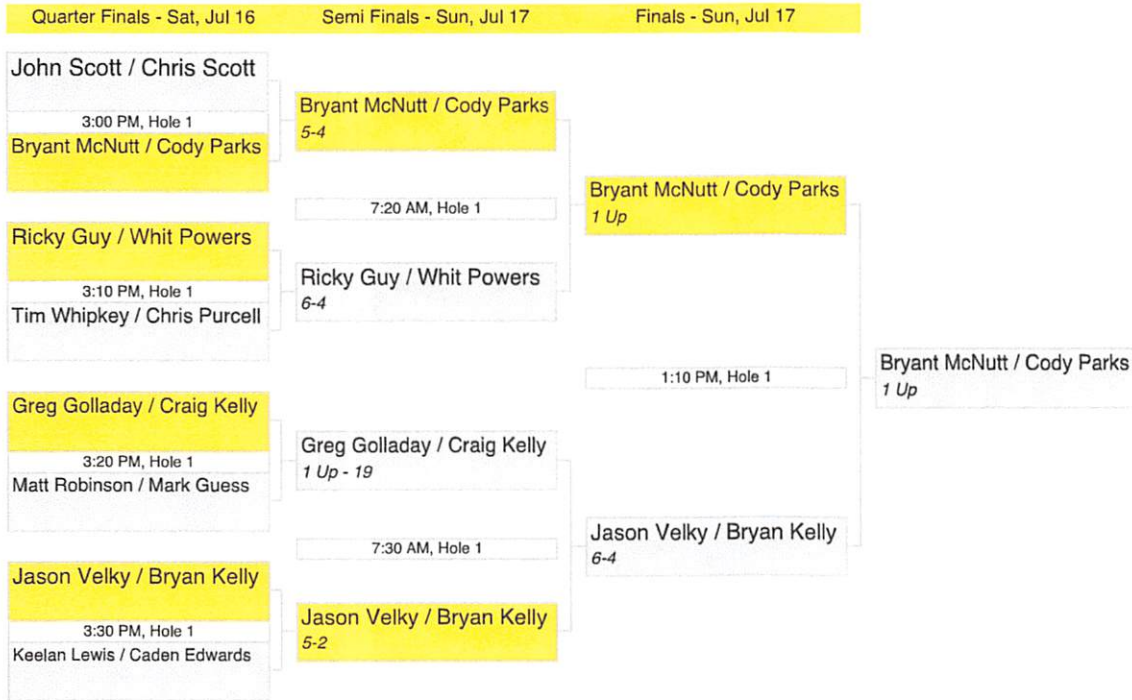 Quarter Finals - Sat, Jul 16
Semi Finals - Sun, Jul 17
Finals - Sun, Jul 17
John Scott / Chris Scott
3:00 PM, Hole 1
Bryant McNutt / Cody Parks
Ricky Guy / Whit Powers
3:10 PM, Hole 1
Tim Whipkey / Chris Purcell
Greg Golladay / Craig Kelly
3:20 PM, Hole 1
Matt Robinson / Mark Guess
Jason Velky / Bryan Kelly
3:30 PM, Hole 1
Keelan Lewis / Caden Edwards
Bryant McNutt / Cody Parks
5-4
7:20 AM, Hole 1
Ricky Guy / Whit Powers
6-4
Greg Golladay / Craig Kelly
1 Up - 19
7:30 AM, Hole 1
Jason Velky / Bryan Kelly
5-2
Bryant McNutt / Cody Parks
1 Up
1:10 PM, Hole 1
Jason Velky / Bryan Kelly
6-4
Bryant McNutt / Cody Parks
1 Up